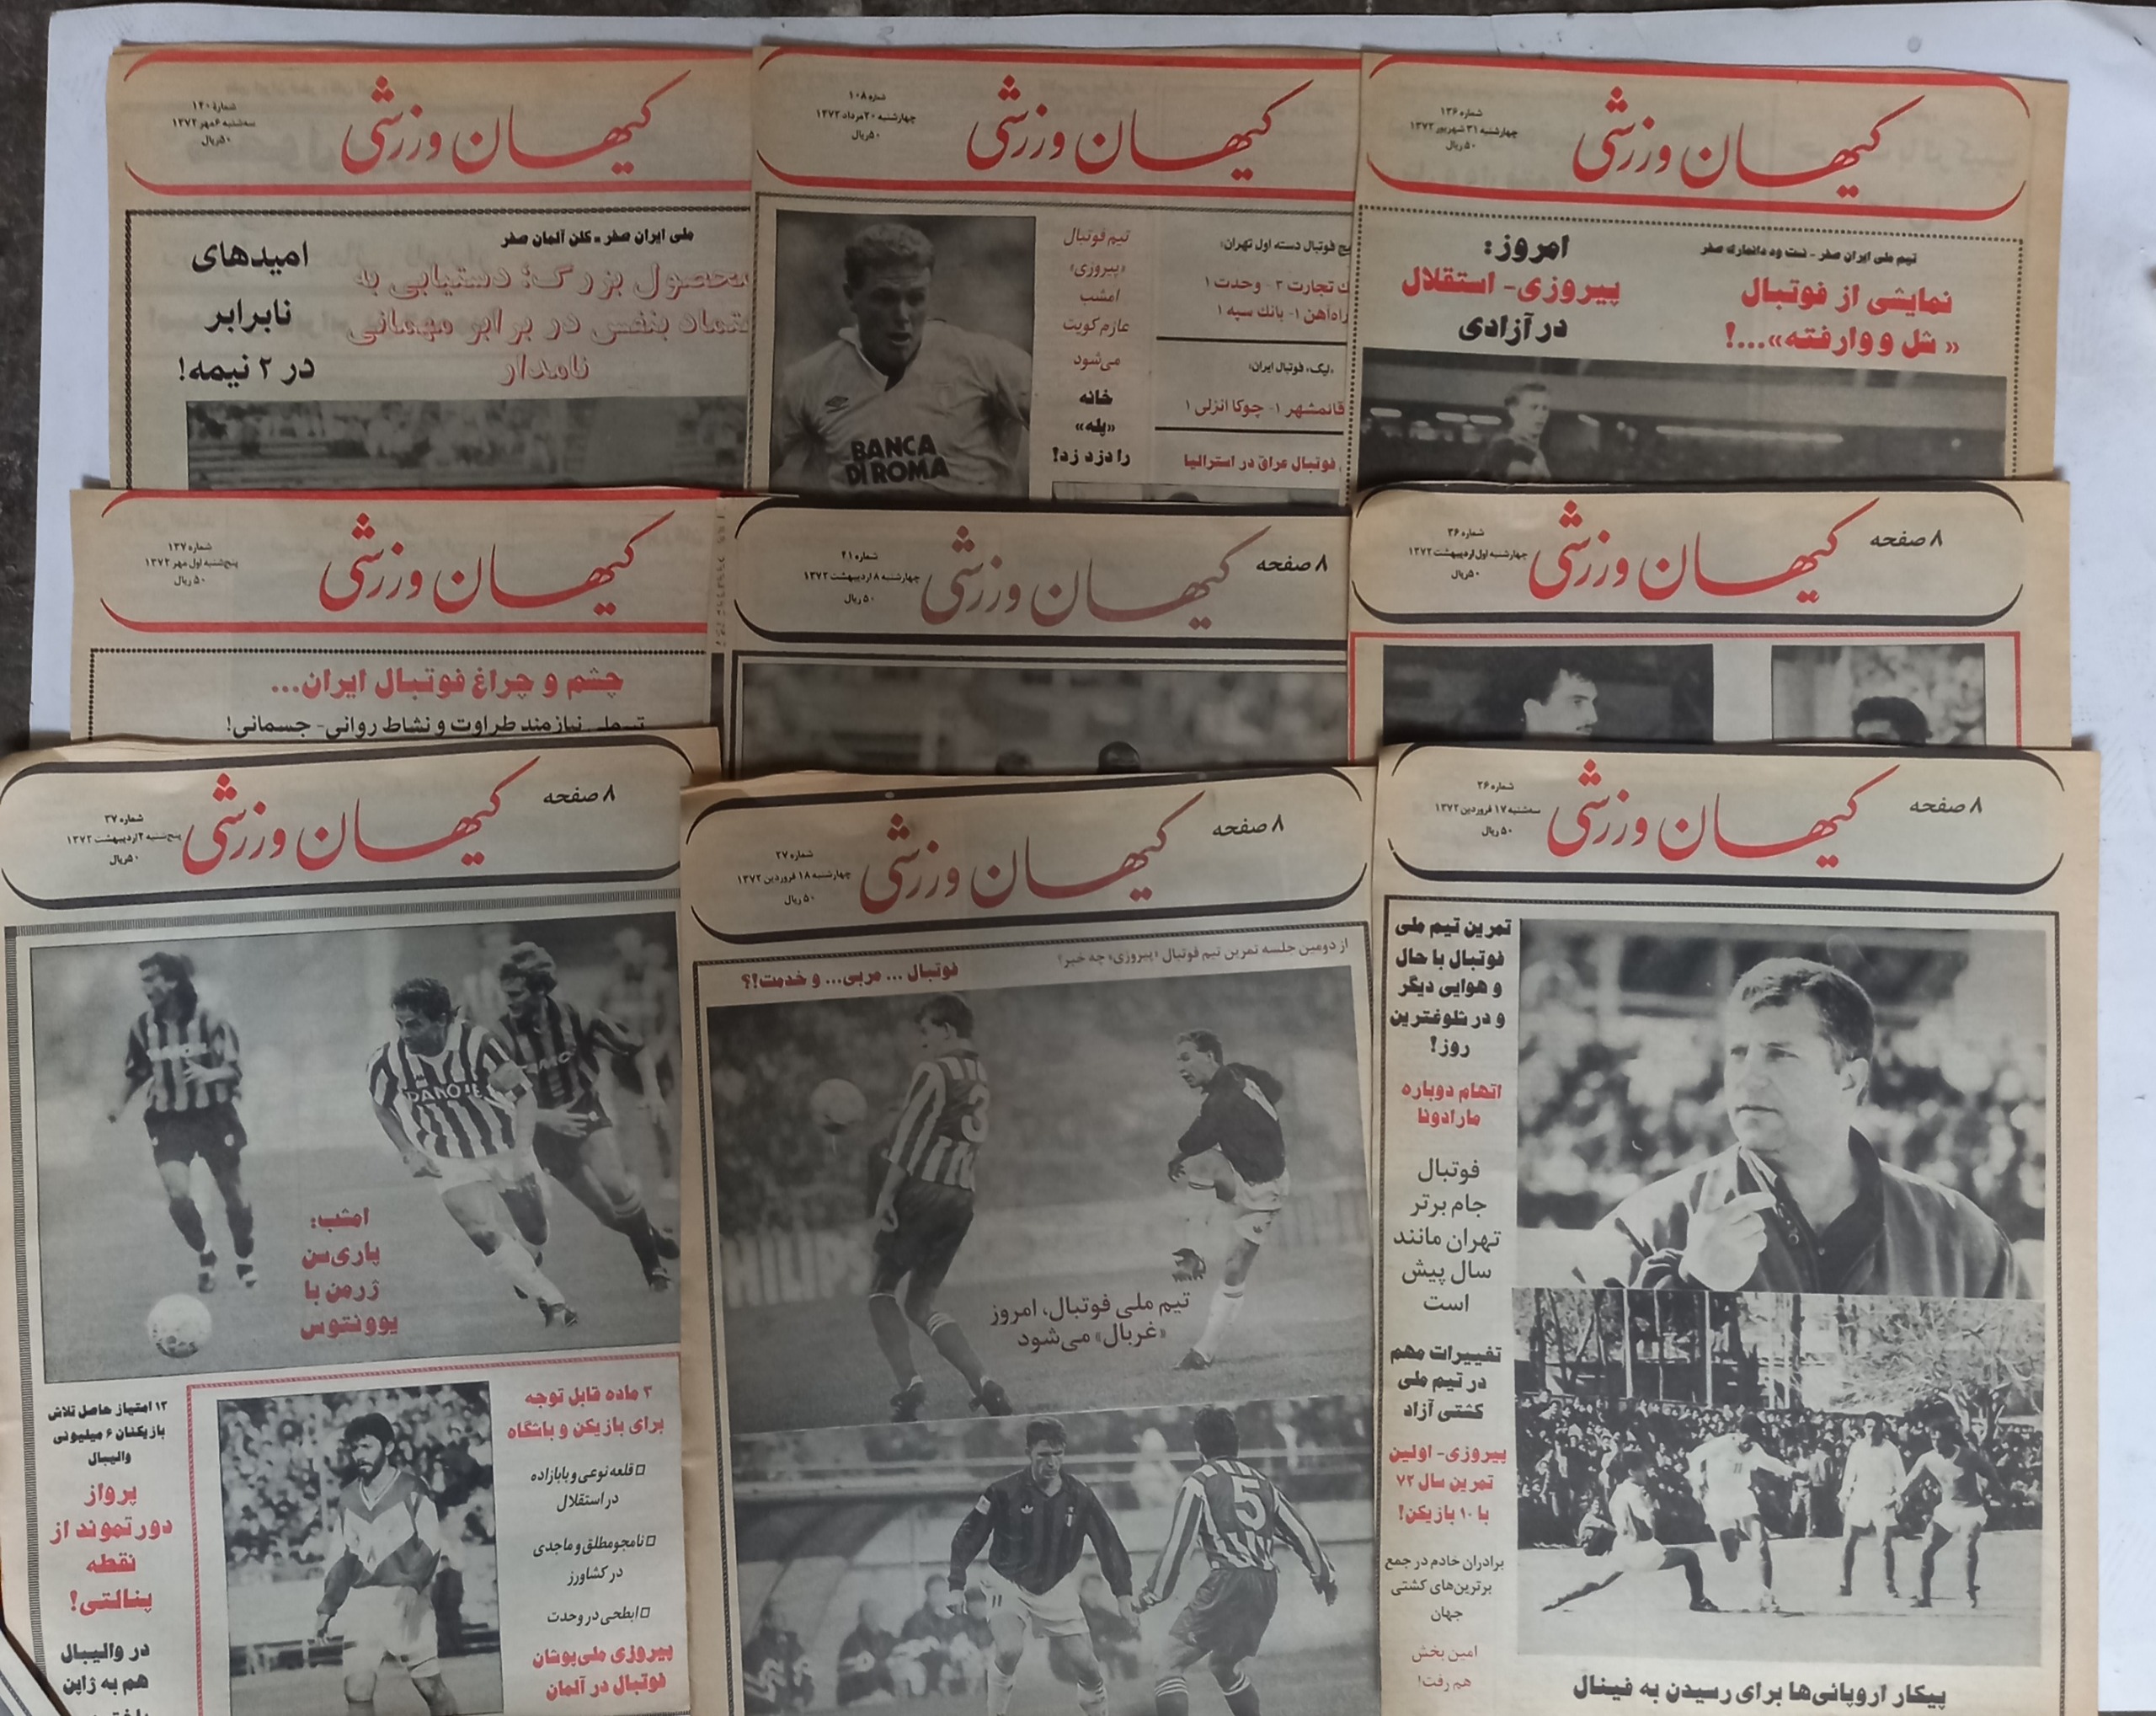 کیهان ورزشی
شماره ۱۳۶
چهارشنبه ۳۱ شهریور ۱۳۷۲
۵۰ ریال
تیم ملی ایران صفر - نست ود دانمارک صفر
نمایشی از فوتبال
«شل و وارفته»...!
امروز:
پیروزی- استقلال
در آزادی
کیهان ورزشی
شماره ۱۰۸
چهارشنبه ۲۰ مرداد ۱۳۷۲
۵۰ ریال
فوتبال دسته اول تهران؛
تجارت ۳ - وحدت ۱
راه‌آهن ۱- بانک سپه ۱
«لیگ» فوتبال ایران؛
قائمشهر ۱- چوکا انزلی ۱
فوتبال عراق در استرالیا
تیم فوتبال
«پیروزی»
امشب
عازم کویت
می‌شود
خانه
«پله»
را دزد زد!
BANCA
DI ROMA
کیهان ورزشی
سه‌شنبه ۶ مهر ۱۳۷۲
۵۰ ریال
ملی ایران صفر - کلن آلمان صفر
محصول بزرگ؛ دستیابی به
بنفس در برابر مهمانی
نامدار
امیدهای
نابرابر
در ۲ نیمه!
۸ صفحه
کیهان ورزشی
شماره ۳۶
چهارشنبه اول اردیبهشت ۱۳۷۲
۵۰ ریال
۸ صفحه
کیهان ورزشی
شماره ۴۱
چهارشنبه ۸ اردیبهشت ۱۳۷۲
۵۰ ریال
کیهان ورزشی
شماره ۱۳۷
پنج‌شنبه اول مهر ۱۳۷۲
۵۰ ریال
چشم و چراغ فوتبال ایران...
نیازمند طراوت و نشاط روانی- جسمانی!
۸ صفحه
کیهان ورزشی
شماره ۲۶
سه‌شنبه ۱۷ فروردین ۱۳۷۲
۵۰ ریال
تمرین تیم ملی
فوتبال با حال
و هوایی دیگر
و در شلوغترین
روز!
اتهام دوباره
مارادونا
فوتبال
جام برتر
تهران مانند
سال پیش
است
تغییرات مهم
در تیم ملی
کشتی آزاد
پیروزی- اولین
تمرین سال ۷۲
با ۱۰ بازیکن!
برادران خادم در جمع
برترین‌های کشتی
جهان
امین بخش
هم رفت!
پیکار اروپائی‌ها برای رسیدن به فینال
۸ صفحه
کیهان ورزشی
شماره ۲۷
چهارشنبه ۱۸ فروردین ۱۳۷۲
۵۰ ریال
از دومین جلسه تمرین تیم فوتبال «پیروزی» چه خبر؟
فوتبال ... مربی... و خدمت!؟
3
PHILIPS
تیم ملی فوتبال، امروز
«غربال» می‌شود
5
11
۸ صفحه
کیهان ورزشی
شماره ۳۷
پنج‌شنبه ۲ اردیبهشت ۱۳۷۲
۵۰ ریال
DANONE
امشب:
پاری‌سن
ژرمن با
یوونتوس
۳ ماده قابل توجه
برای بازیکن و باشگاه
□ قلعه نوعی و بابازاده
در استقلال
□ نامجومطلق و ماجدی
در کشاورز
□ ابطحی در وحدت
پیروزی ملی‌پوشان
فوتبال در آلمان
۱۲ امتیاز حاصل تلاش
بازیکنان ۶ میلیونی
والیبال
پرواز
دورتموند از
نقطه
پنالتی!
در والیبال
هم به ژاپن